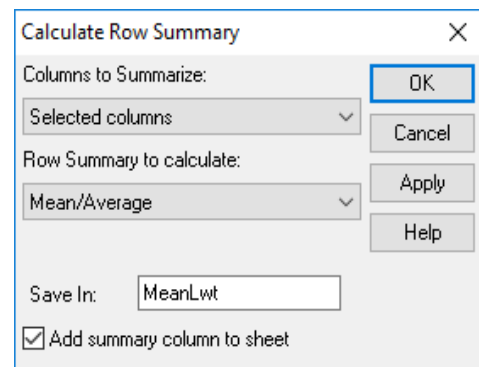 Calculate Row Summary
Columns to Summarize:
OK
Selected columns
Cancel
Row Summary to calculate:
Apply
Mean/Average
Help
Save In: MeanLwt
Add summary column to sheet